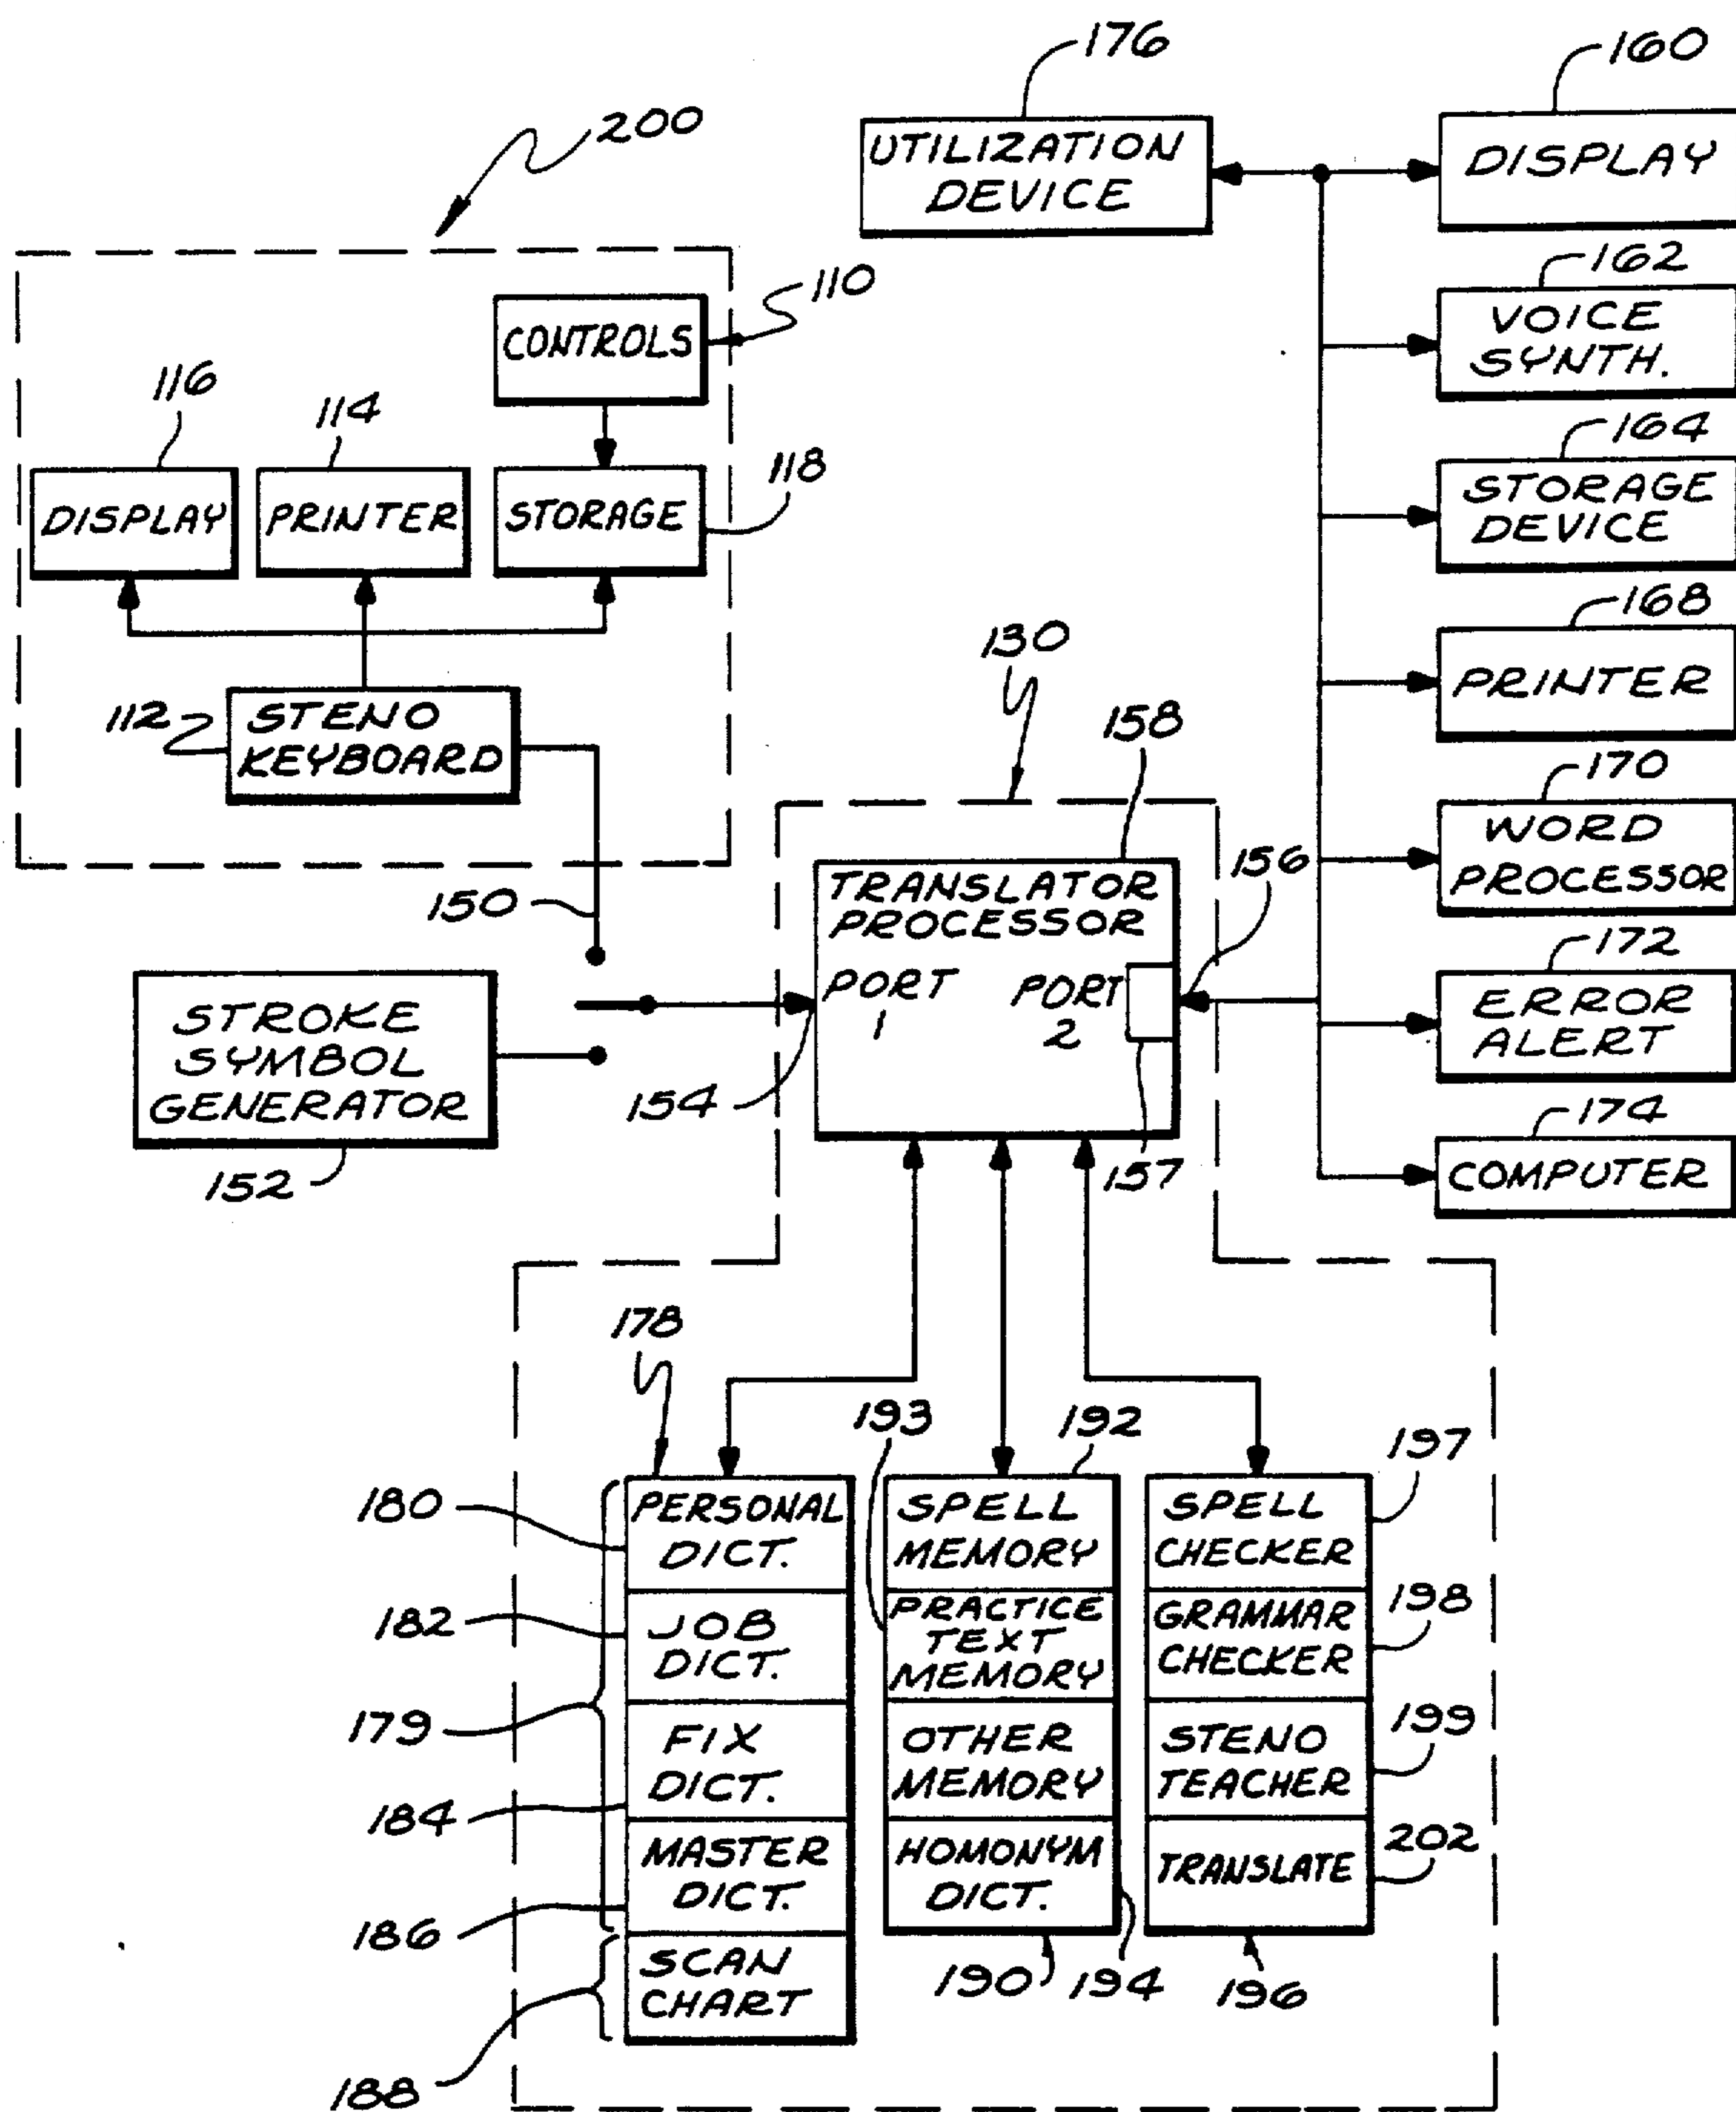 176
160
200
UTILIZATION
DEVICE
DISPLAY
110
162
CONTROLS
VOICE
SYNTH.
116
114
118
164
DISPLAY
PRINTER
STORAGE
STORAGE
DEVICE
130
168
PRINTER
112
STENO
KEYBOARD
158
170
WORD
PROCESSOR
150
156
TRANSLATOR
PROCESSOR
PORT
1
PORT
2
172
ERROR
ALERT
STROKE
SYMBOL
GENERATOR
154
157
174
COMPUTER
152
178
193
192
197
180
PERSONAL
DICT.
SPELL
MEMORY
SPELL
CHECKER
182
JOB
DICT.
PRACTICE
TEXT
MEMORY
GRAMMAR
CHECKER
198
179
FIX
DICT.
OTHER
MEMORY
STENO
TEACHER
199
184
MASTER
DICT.
HOMONYM
DICT.
TRANSLATE
202
186
SCAN
CHART
190
194
196
188